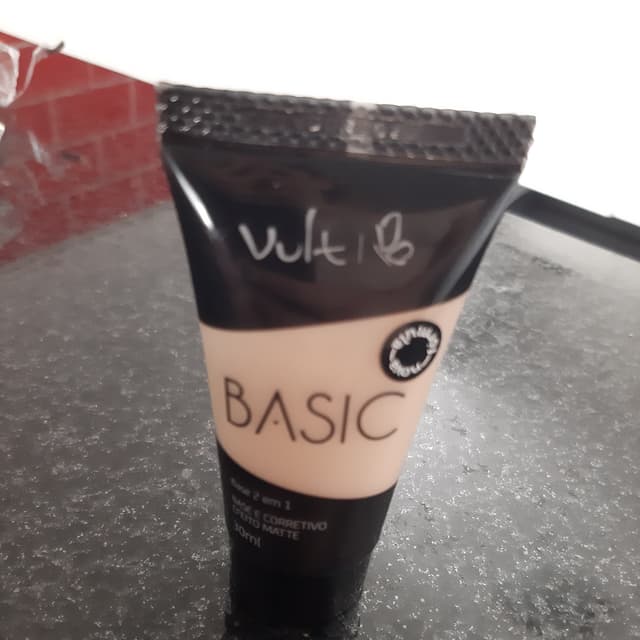 Vult
BASIC
Base 2 em 1
BASE E CORRETIVO
EFEITO MATTE
30ml